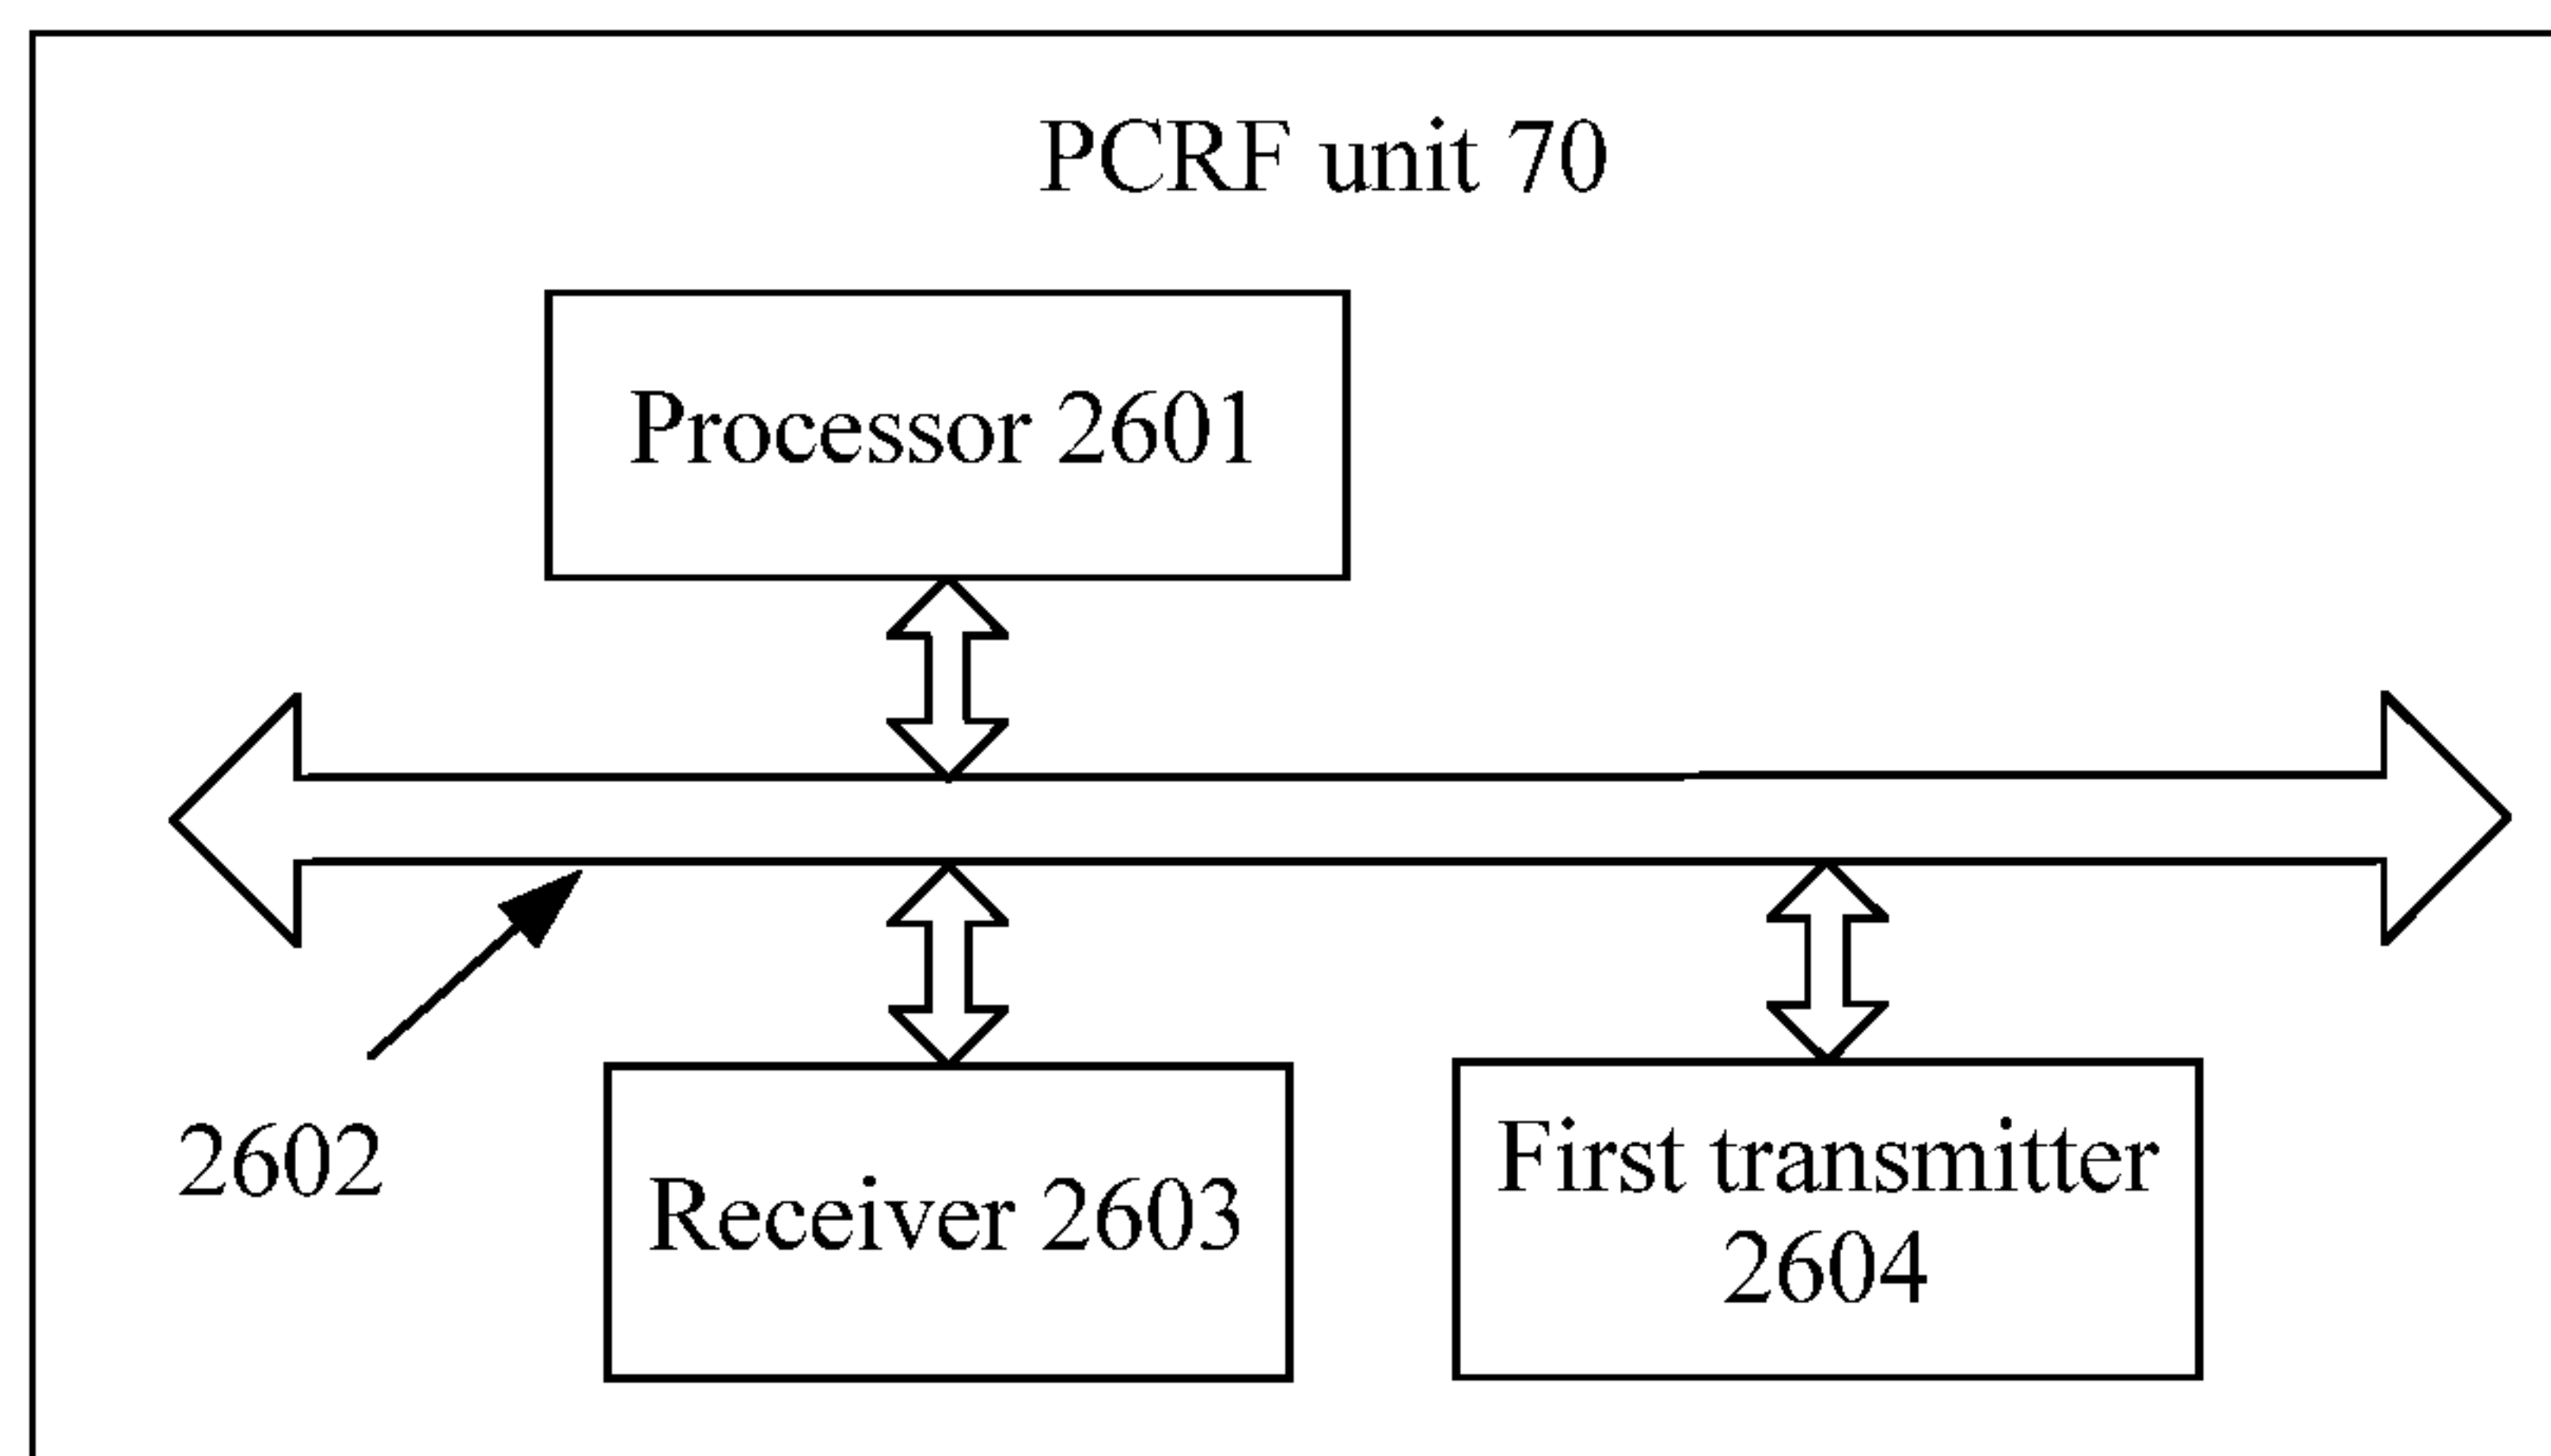 PCRF unit 70
Processor 2601
2602
Receiver 2603
First transmitter
2604